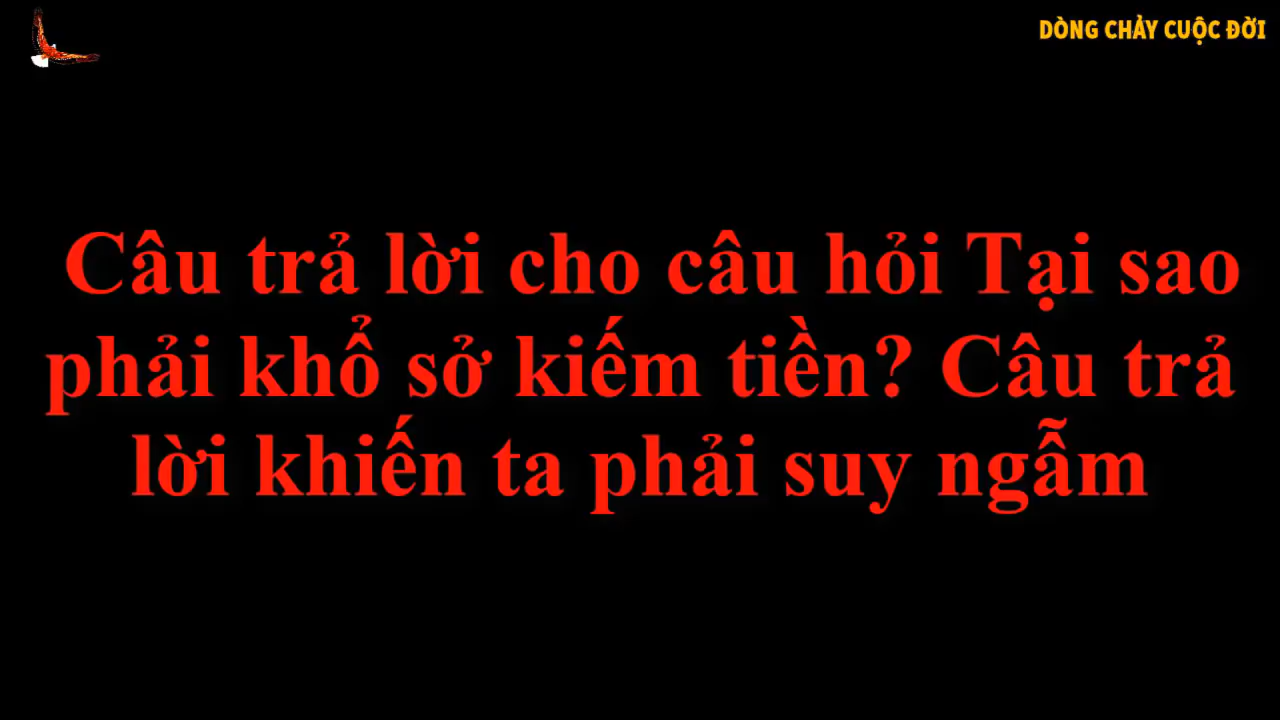 DÒNG CHẢY CUỘC ĐỜI
Câu trả lời cho câu hỏi Tại sao
phải khổ sở kiếm tiền? Câu trả
lời khiến ta phải suy ngẫm